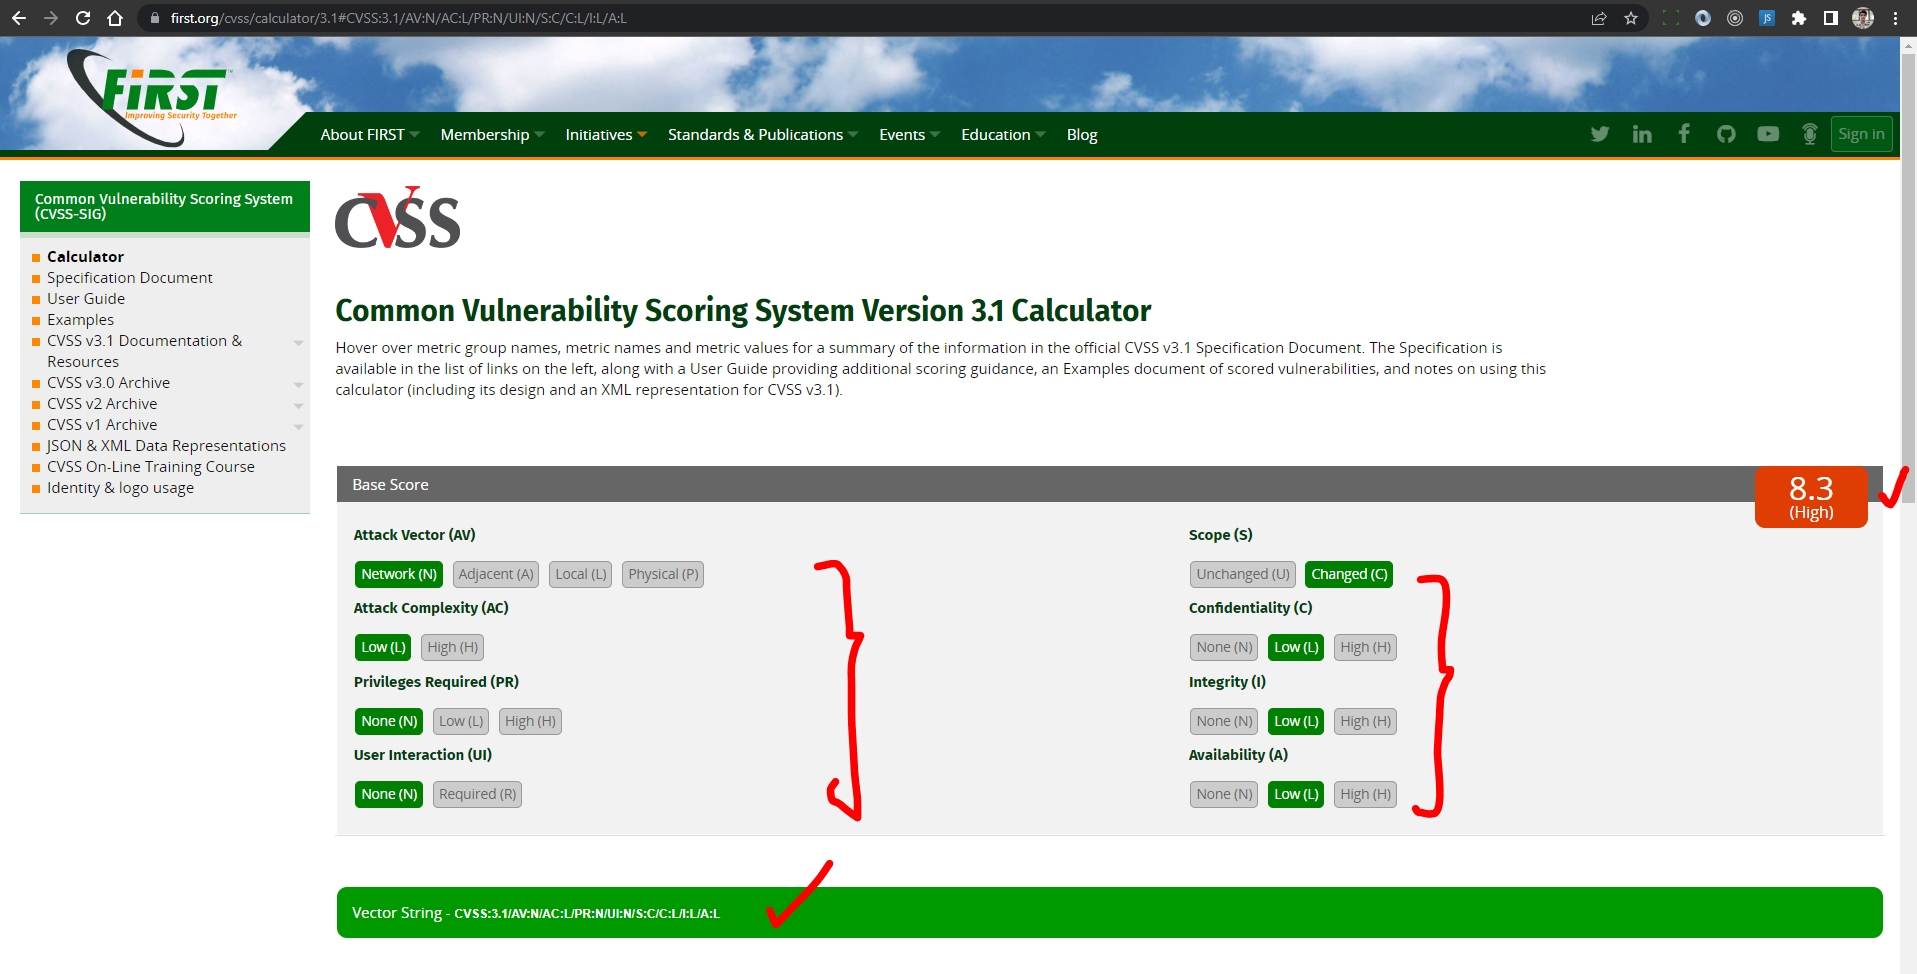 first.org/cvss/calculator/3.1#CVSS:3.1/AV:N/AC:L/PR:N/UI:N/S:C/C:L/I:L/A:L
JS
FiRST
Improving Security Together
About FIRST
Membership
Initiatives
Standards & Publications
Events
Education
Blog
Sign in
Common Vulnerability Scoring System
(CVSS-SIG)
Calculator
Specification Document
User Guide
Examples
CVSS v3.1 Documentation &
Resources
CVSS v3.0 Archive
CVSS v2 Archive
CVSS v1 Archive
JSON & XML Data Representations
CVSS On-Line Training Course
Identity & logo usage
CVSS
Common Vulnerability Scoring System Version 3.1 Calculator
Hover over metric group names, metric names and metric values for a summary of the information in the official CVSS v3.1 Specification Document. The Specification is
available in the list of links on the left, along with a User Guide providing additional scoring guidance, an Examples document of scored vulnerabilities, and notes on using this
calculator (including its design and an XML representation for CVSS v3.1).
Base Score
8.3
(High)
Attack Vector (AV)
Network (N) Adjacent (A) Local (L) Physical (P)
Attack Complexity (AC)
Low (L) High (H)
Privileges Required (PR)
None (N) Low (L) High (H)
User Interaction (UI)
None (N) Required (R)
Scope (S)
Unchanged (U) Changed (C)
Confidentiality (C)
None (N) Low (L) High (H)
Integrity (I)
None (N) Low (L) High (H)
Availability (A)
None (N) Low (L) High (H)
Vector String - CVSS:3.1/AV:N/AC:L/PR:N/UI:N/S:C/C:L/I:L/A:L